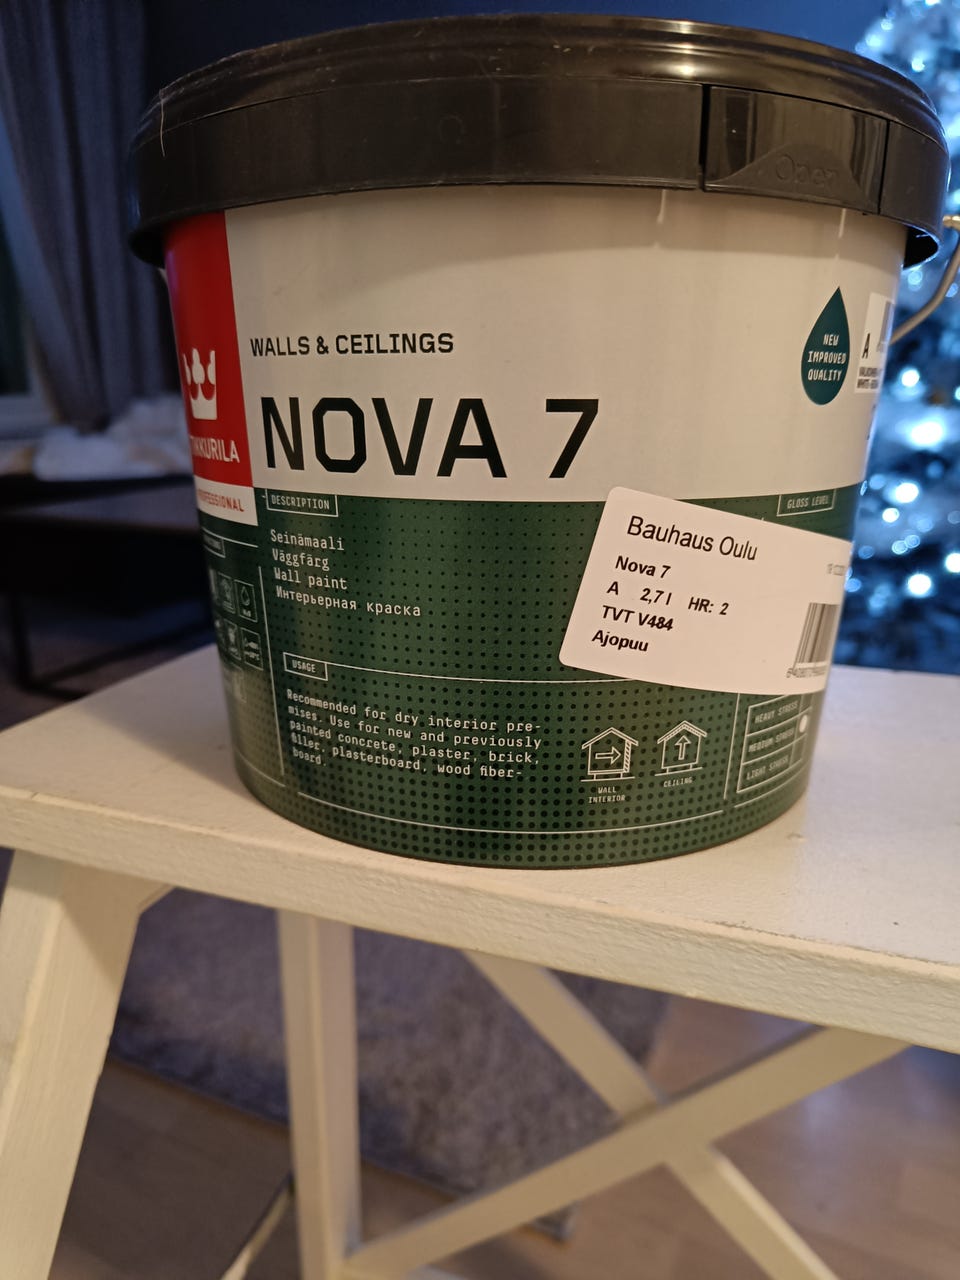 Open
WALLS & CEILINGS
NOVA 7
NEW
IMPROVED
QUALITY
A
TIKKURILA
PROFESSIONAL
DESCRIPTION
Seinämaali
Väggfärg
Wall paint
Интерьерная краска
GLOSS LEVEL
Bauhaus Oulu
Nova 7
A 2,7 l HR: 2
TVT V484
Ajopuu
USAGE
Recommended for dry interior pre-
mises. Use for new and previously
painted concrete, plaster, brick,
filler, plasterboard, wood fiber-
board.
WALL
INTERIOR
CEILING
HEAVY STRESS
MEDIUM STRESS
LIGHT STRESS